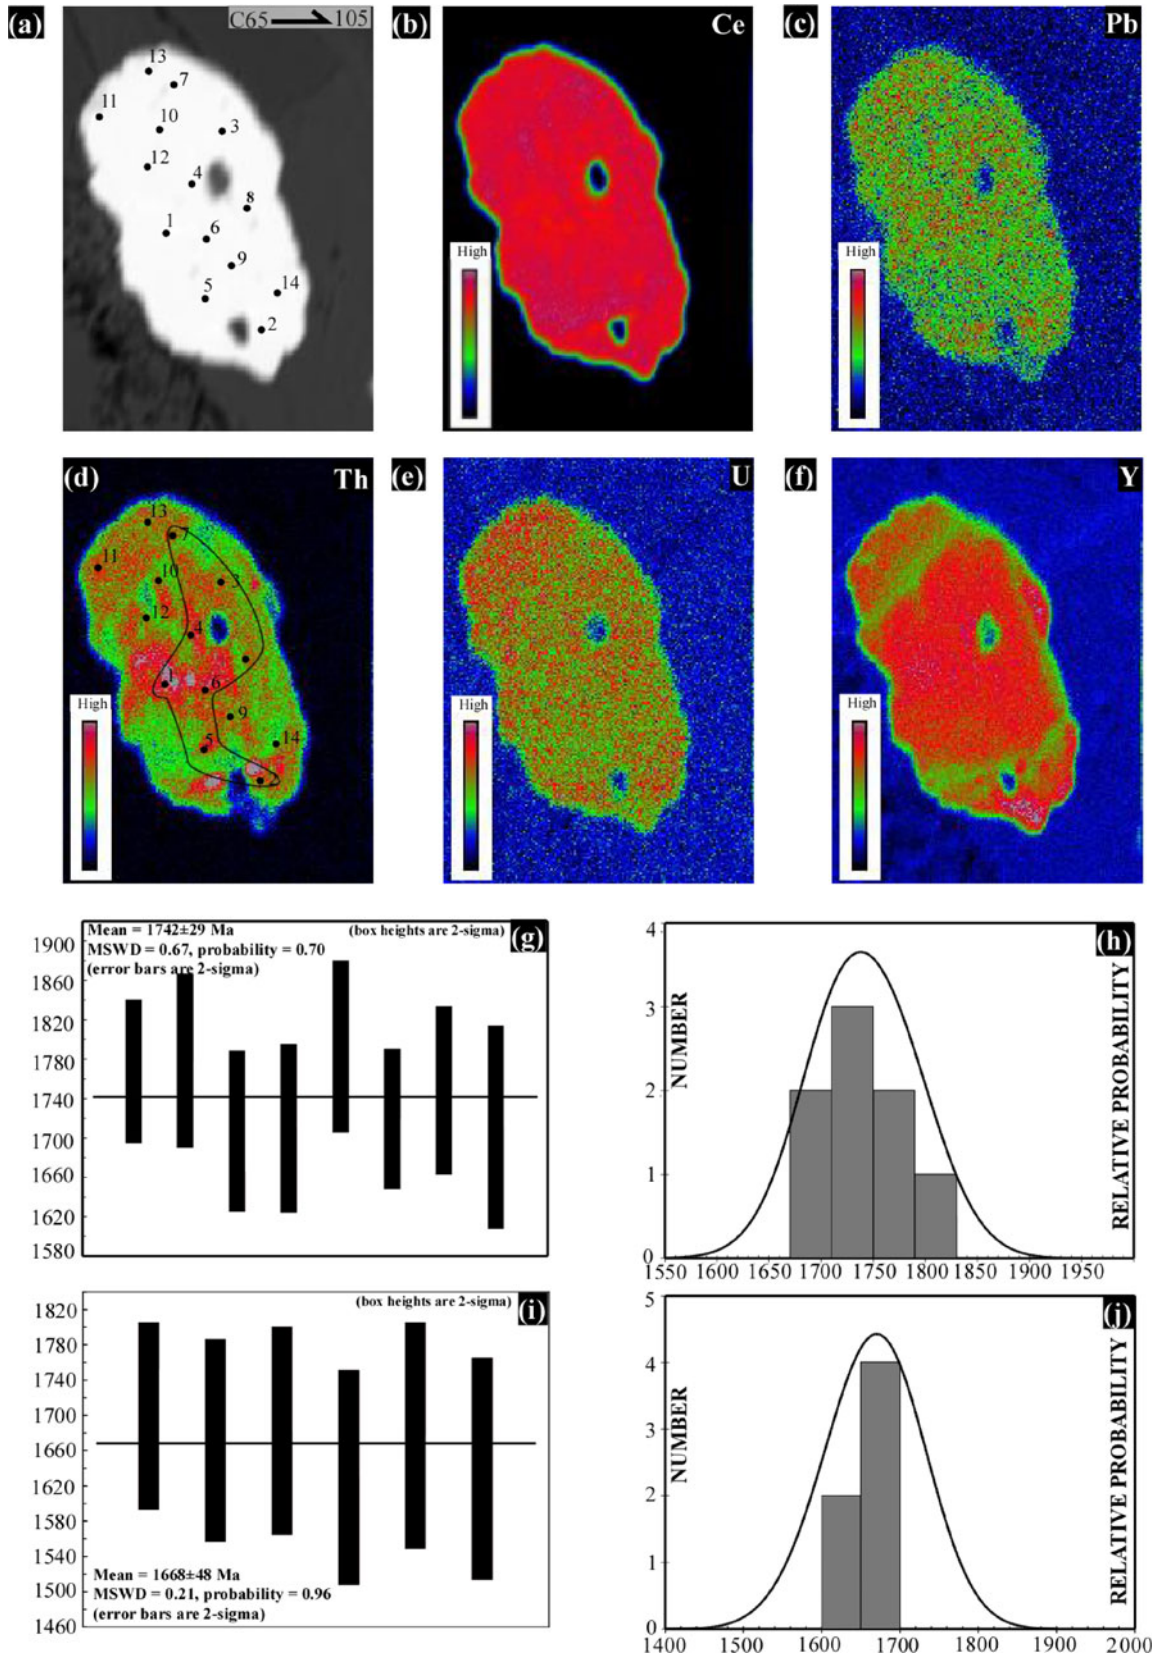 (a)
C65 105
13
7
11
10
3
12
4
8
1
6
9
14
5
2
(b)
Ce
High
(c)
Pb
High
(d)
Th
13
7
11
10
3
12
4
1
6
9
5
14
High
(e)
U
High
(f)
Y
High
(g)
Mean = 1742±29 Ma
(box heights are 2-sigma)
MSWD = 0.67, probability = 0.70
(error bars are 2-sigma)
1900
1860
1820
1780
1740
1700
1660
1620
1580
(h)
NUMBER
RELATIVE PROBABILITY
4
3
2
1
0
1550 1600 1650 1700 1750 1800 1850 1900 1950
(i)
(box heights are 2-sigma)
1820
1780
1740
1700
1660
1620
1580
1540
1500
1460
Mean = 1668±48 Ma
MSWD = 0.21, probability = 0.96
(error bars are 2-sigma)
(j)
NUMBER
RELATIVE PROBABILITY
5
4
3
2
1
0
1400 1500 1600 1700 1800 1900 2000